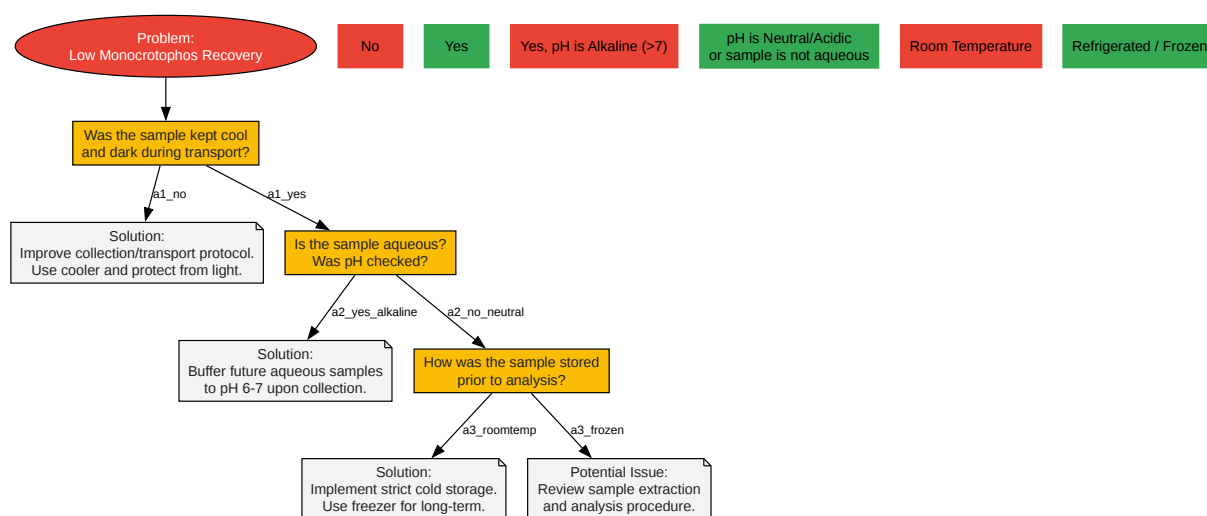 Problem:
Low Monocrotophos Recovery
No
Yes
Yes, pH is Alkaline (>7)
pH is Neutral/Acidic
or sample is not aqueous
Room Temperature
Refrigerated / Frozen
Was the sample kept cool
and dark during transport?
a1_no
a1_yes
Solution:
Improve collection/transport protocol.
Use cooler and protect from light.
Is the sample aqueous?
Was pH checked?
a2_yes_alkaline
a2_no_neutral
Solution:
Buffer future aqueous samples
to pH 6-7 upon collection.
How was the sample stored
prior to analysis?
a3_roomtemp
a3_frozen
Solution:
Implement strict cold storage.
Use freezer for long-term.
Potential Issue:
Review sample extraction
and analysis procedure.